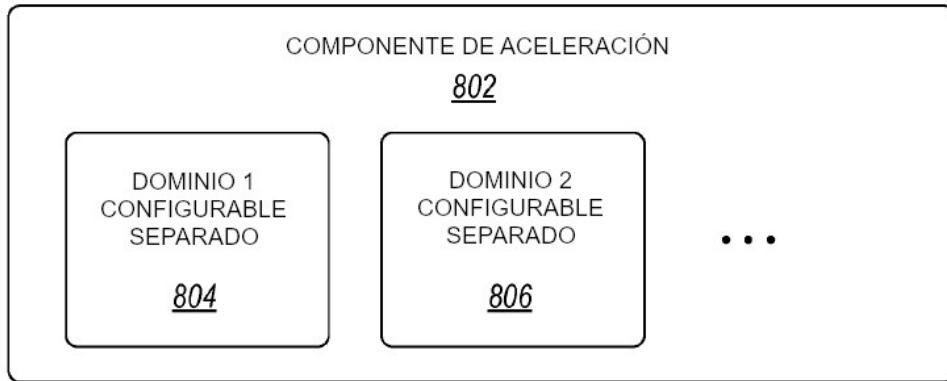 COMPONENTE DE ACELERACIÓN
802
DOMINIO 1
CONFIGURABLE
SEPARADO
804
DOMINIO 2
CONFIGURABLE
SEPARADO
806
...